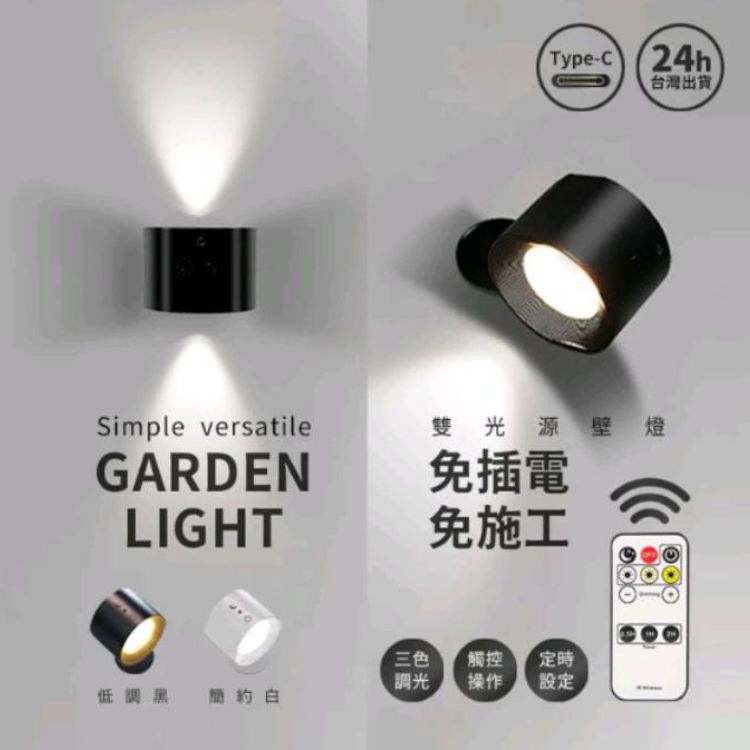 Type-C
24h
台灣出貨
Simple versatile
GARDEN
LIGHT
雙光源壁燈
免插電
免施工
OFF
Dimming
0.5H 1H 2H
Timer
低調黑
簡約白
三色
調光
觸控
操作
定時
設定